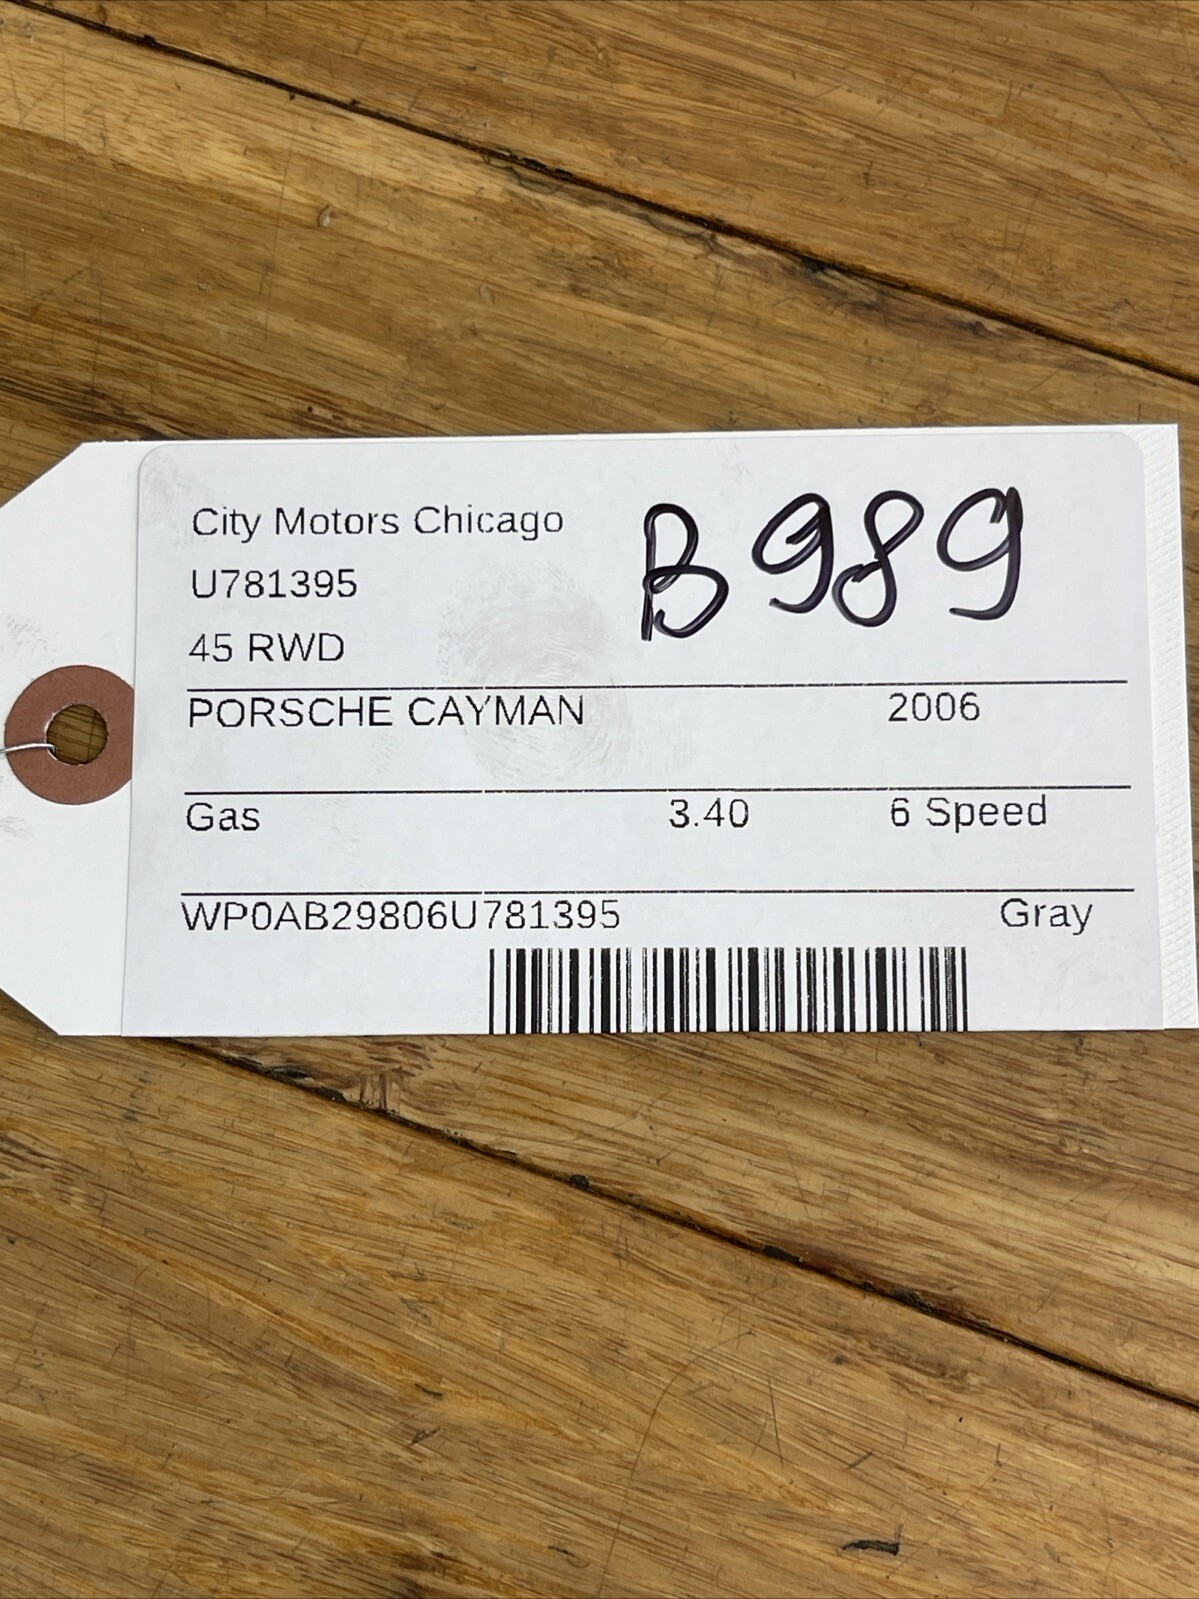 City Motors Chicago
B989
U781395
45 RWD
PORSCHE CAYMAN 2006
Gas 3.40 6 Speed
WP0AB29806U781395 Gray